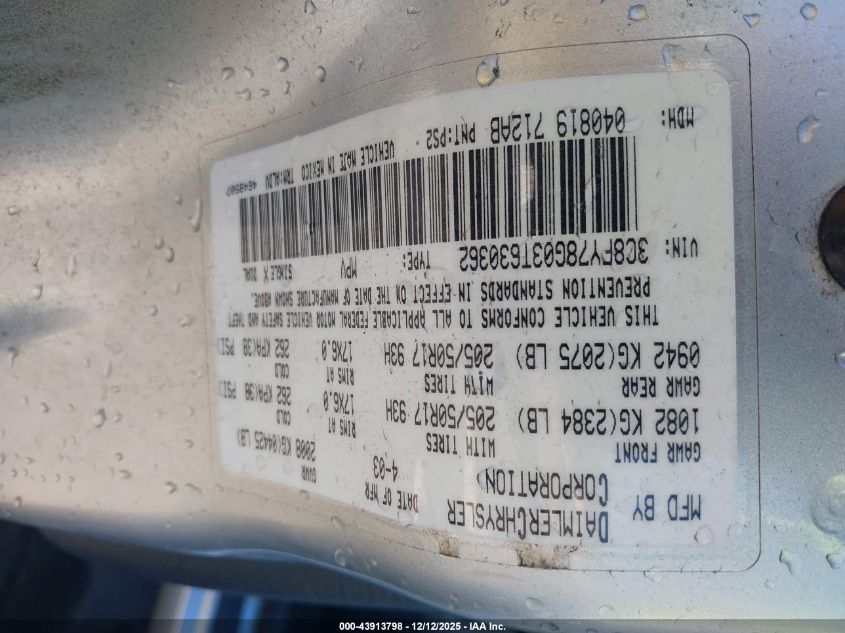 MFD BY DAIMLERCHRYSLER CORPORATION DATE OF MFR 4-03 GVWR 2008 KG(04425 LB)
GAWR FRONT WITH TIRES RIMS AT COLD
1082 KG(2384 LB) 205/50R17 93H 17X6.0 262 KPA(38 PSI)
GAWR REAR WITH TIRES RIMS AT COLD
0942 KG(2075 LB) 205/50R17 93H 17X6.0 262 KPA(38 PSI)
THIS VEHICLE CONFORMS TO ALL APPLICABLE FEDERAL MOTOR VEHICLE SAFETY AND THEFT
PREVENTION STANDARDS IN EFFECT ON THE DATE OF MANUFACTURE SHOWN ABOVE.
VIN: 3C8FY78G03T630362 TYPE: MPV SINGLE X DUAL
MDH: 040819 712AB PNT:PS2 VEHICLE MADE IN MEXICO TRM:
000-43913798 - 12/12/2025 - IAA Inc.